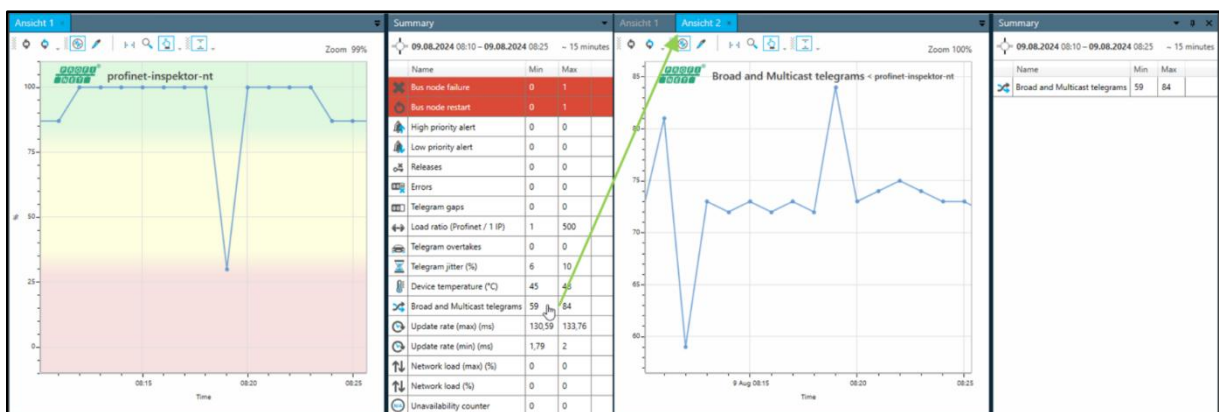 Ansicht 1
Zoom 99%
PROFI
NET
profinet-inspektor-nt
100
75
50
25
0
%
08:15 08:20 08:25
Time
Summary
09.08.2024 08:10 – 09.08.2024 08:25 ~ 15 minutes
Name Min Max
Bus node failure 0 1
Bus node restart 0 1
High priority alert 0 0
Low priority alert 0 0
Releases 0 0
Errors 0 0
Telegram gaps 0 0
Load ratio (Profinet / 1 IP) 1 500
Telegram overtakes 0 0
Telegram jitter (%) 6 10
Device temperature (°C) 45
Broad and Multicast telegrams 59 84
Update rate (max) (ms) 130,59 133,76
Update rate (min) (ms) 1,79 2
Network load (max) (%) 0 0
Network load (%) 0 0
Unavailability counter 0 0
Ansicht 1 Ansicht 2
Zoom 100%
PROFI
NET
Broad and Multicast telegrams < profinet-inspektor-nt
85
80
75
70
65
60
9 Aug 08:15 08:20 08:25
Time
Summary
09.08.2024 08:10 – 09.08.2024 08:25 ~ 15 minutes
Name Min Max
Broad and Multicast telegrams 59 84